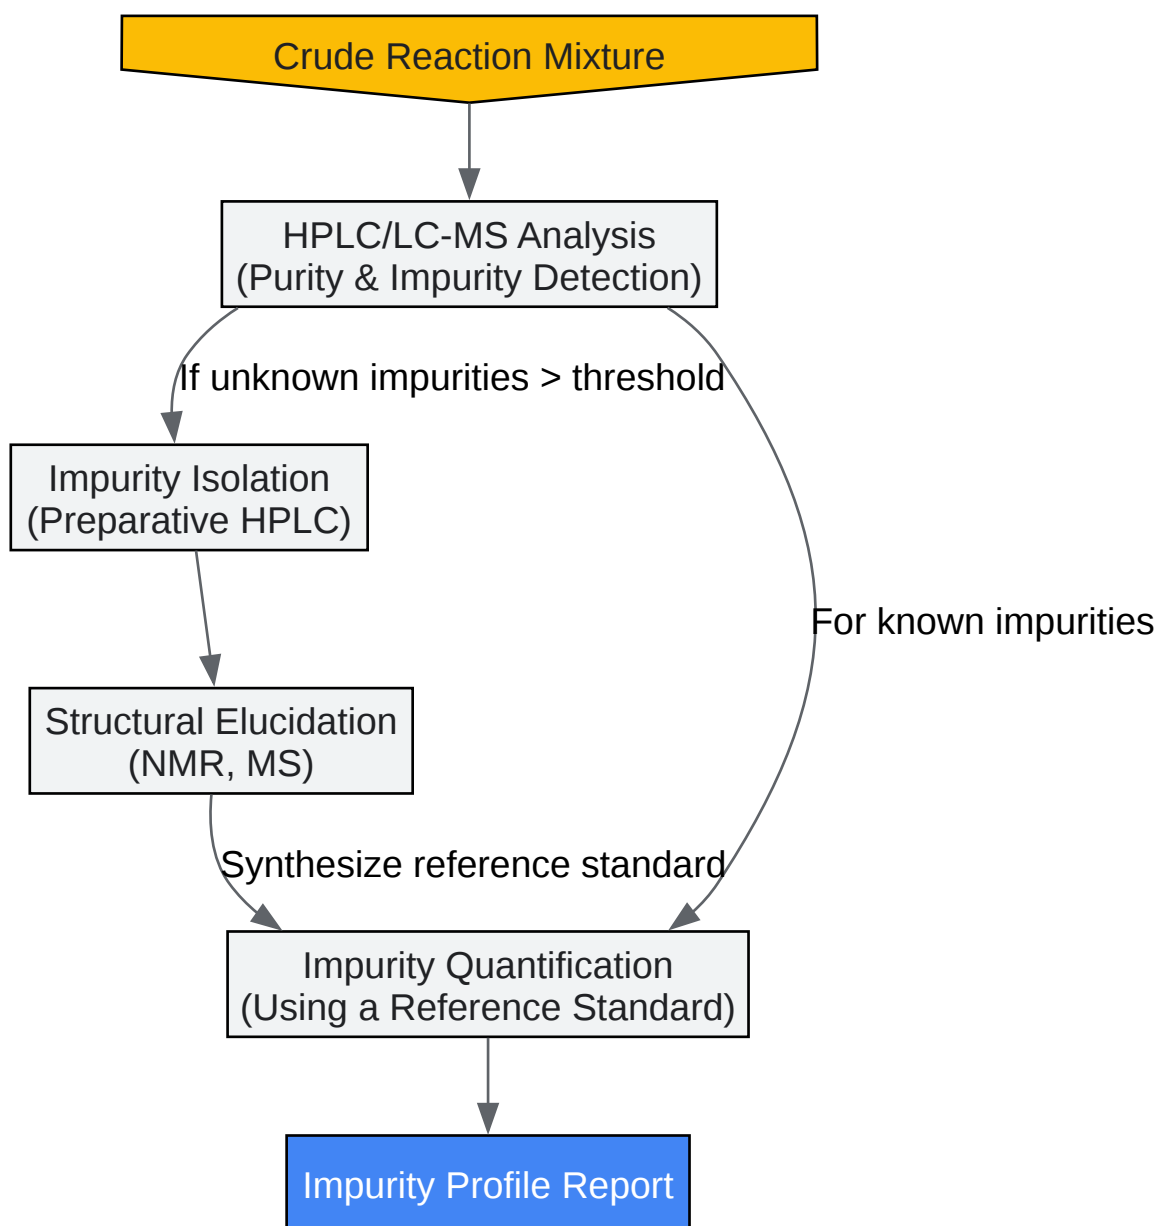 Crude Reaction Mixture
HPLC/LC-MS Analysis
(Purity & Impurity Detection)
If unknown impurities > threshold
Impurity Isolation
(Preparative HPLC)
For known impurities
Structural Elucidation
(NMR, MS)
Synthesize reference standard
Impurity Quantification
(Using a Reference Standard)
Impurity Profile Report